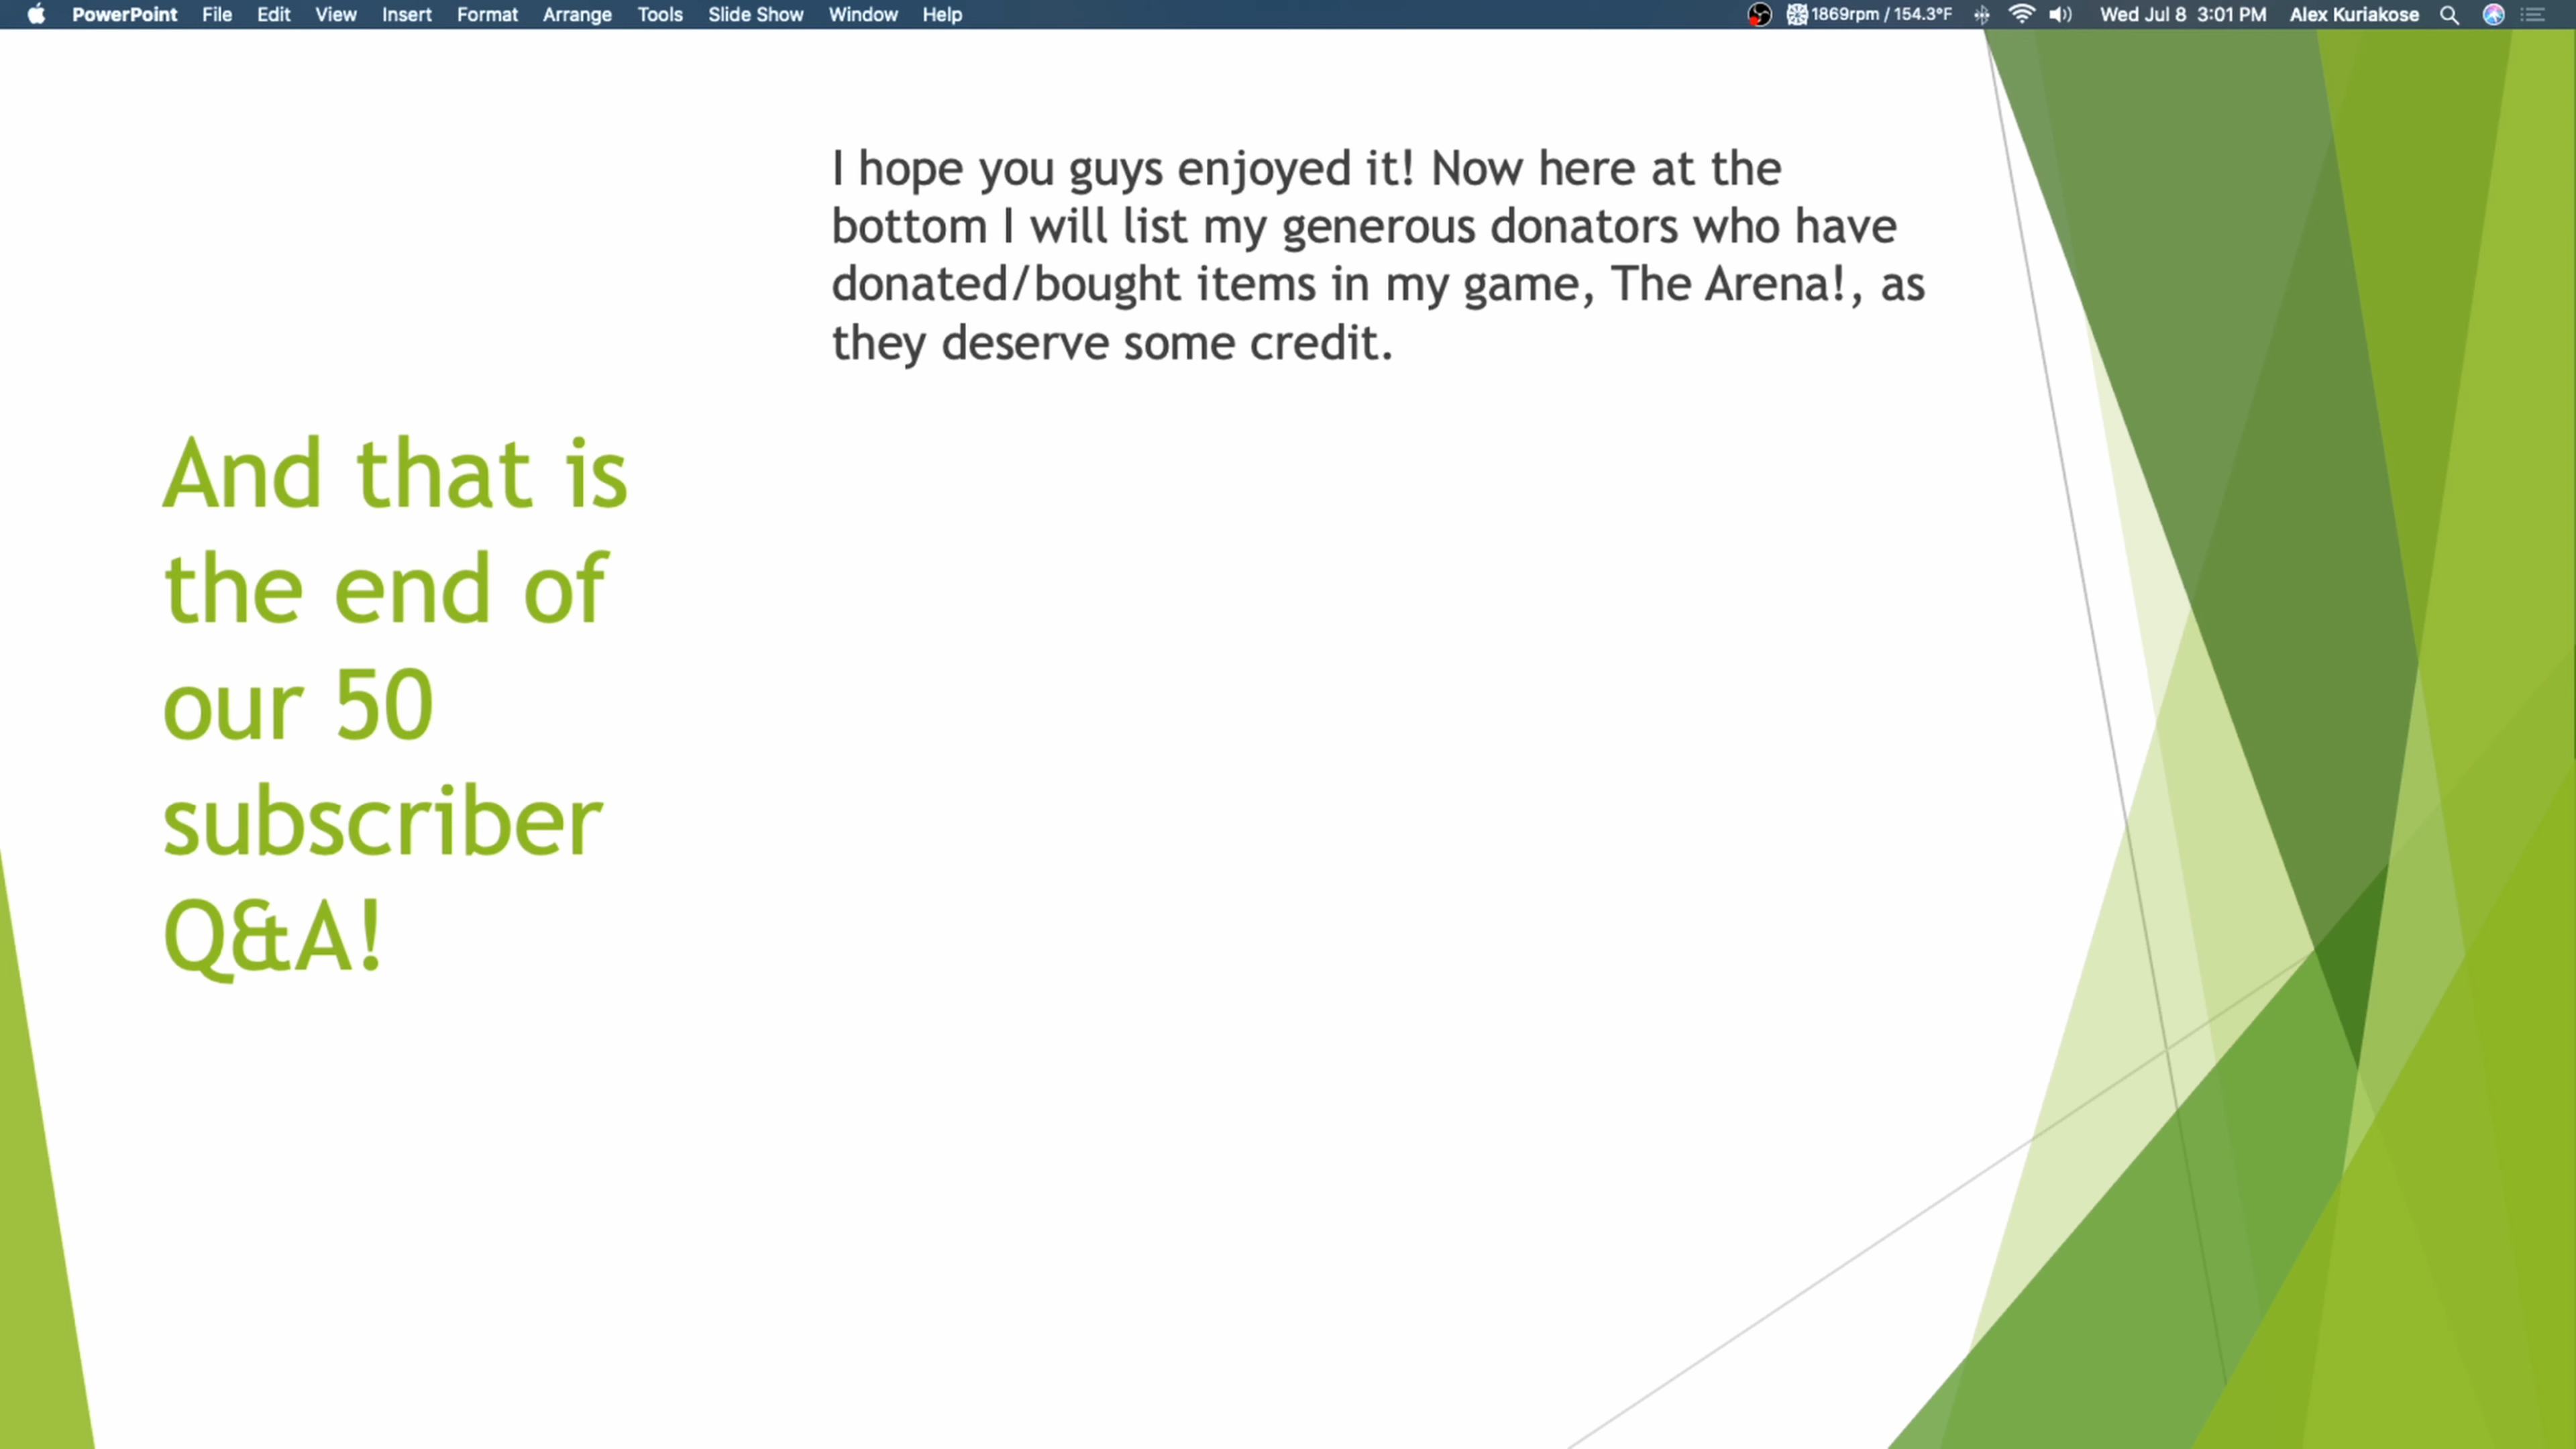 PowerPoint File Edit View Insert Format Arrange Tools Slide Show Window Help 1869rpm / 154.3°F Wed Jul 8 3:01 PM Alex Kuriakose
I hope you guys enjoyed it! Now here at the
bottom I will list my generous donators who have
donated/bought items in my game, The Arena!, as
they deserve some credit.
And that is
the end of
our 50
subscriber
Q&A!